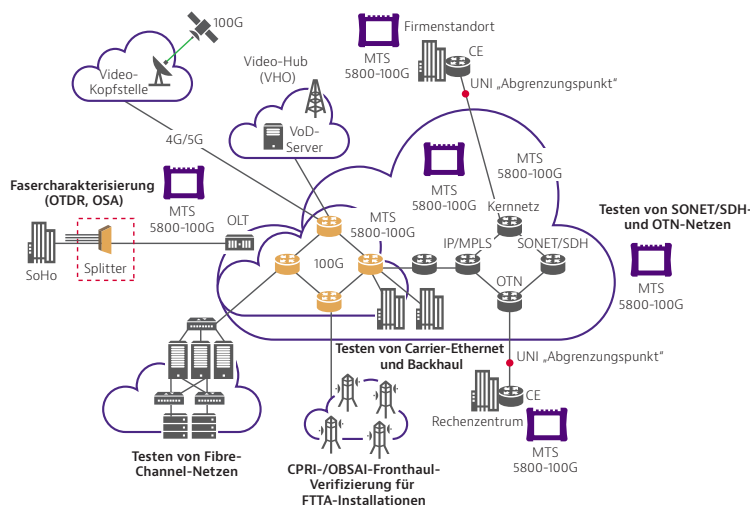 100G
Video-
Kopfstelle
Video-Hub
(VHO)
VoD-
Server
4G/5G
Firmenstandort
MTS
5800-100G
CE
UNI „Abgrenzungspunkt“
MTS
5800-100G
MTS
5800-100G
Kernnetz
Fasercharakterisierung
(OTDR, OSA)
MTS
5800-100G
OLT
SoHo
Splitter
MTS
5800-100G
100G
IP/MPLS
SONET/SDH
OTN
Testen von SONET/SDH-
und OTN-Netzen
MTS
5800-100G
Testen von Carrier-Ethernet
und Backhaul
UNI „Abgrenzungspunkt“
CE
Rechenzentrum
MTS
5800-100G
Testen von Fibre-
Channel-Netzen
CPRI-/OBSAI-Fronthaul-
Verifizierung für
FTTA-Installationen